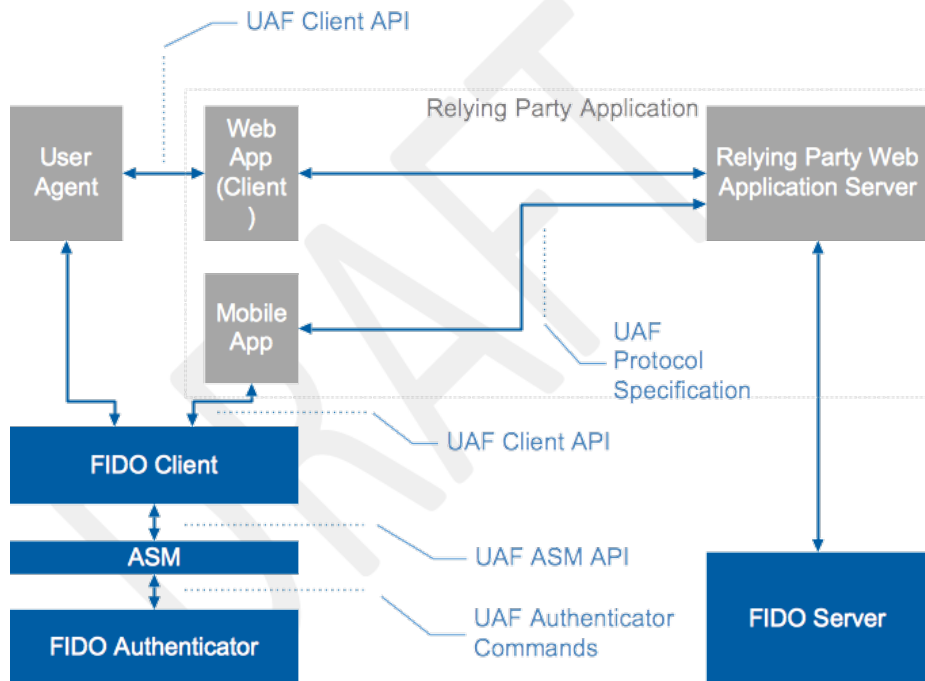 UAF Client API
Relying Party Application
User
Agent
Web
App
(Client
)
Relying Party Web
Application Server
Mobile
App
UAF
Protocol
Specification
UAF Client API
FIDO Client
UAF ASM API
ASM
UAF Authenticator
Commands
FIDO Authenticator
FIDO Server
DRAFT